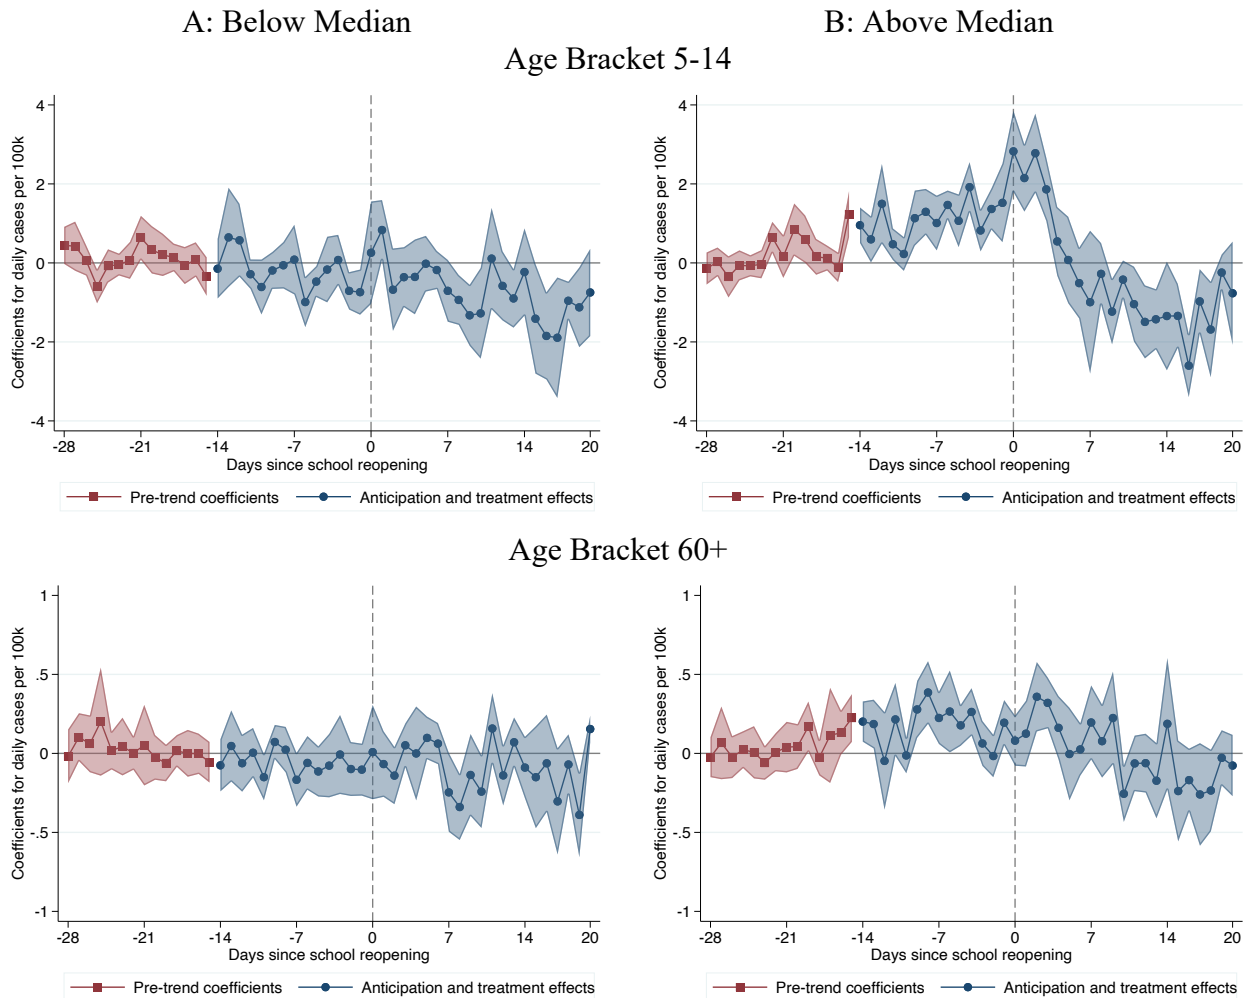 A: Below Median
B: Above Median
Age Bracket 5-14
Coefficients for daily cases per 100k
4
2
0
-2
-4
-28 -21 -14 -7 0 7 14 20
Days since school reopening
Pre-trend coefficients Anticipation and treatment effects
Coefficients for daily cases per 100k
4
2
0
-2
-4
-28 -21 -14 -7 0 7 14 20
Days since school reopening
Pre-trend coefficients Anticipation and treatment effects
Age Bracket 60+
Coefficients for daily cases per 100k
1
.5
0
-.5
-1
-28 -21 -14 -7 0 7 14 20
Days since school reopening
Pre-trend coefficients Anticipation and treatment effects
Coefficients for daily cases per 100k
1
.5
0
-.5
-1
-28 -21 -14 -7 0 7 14 20
Days since school reopening
Pre-trend coefficients Anticipation and treatment effects